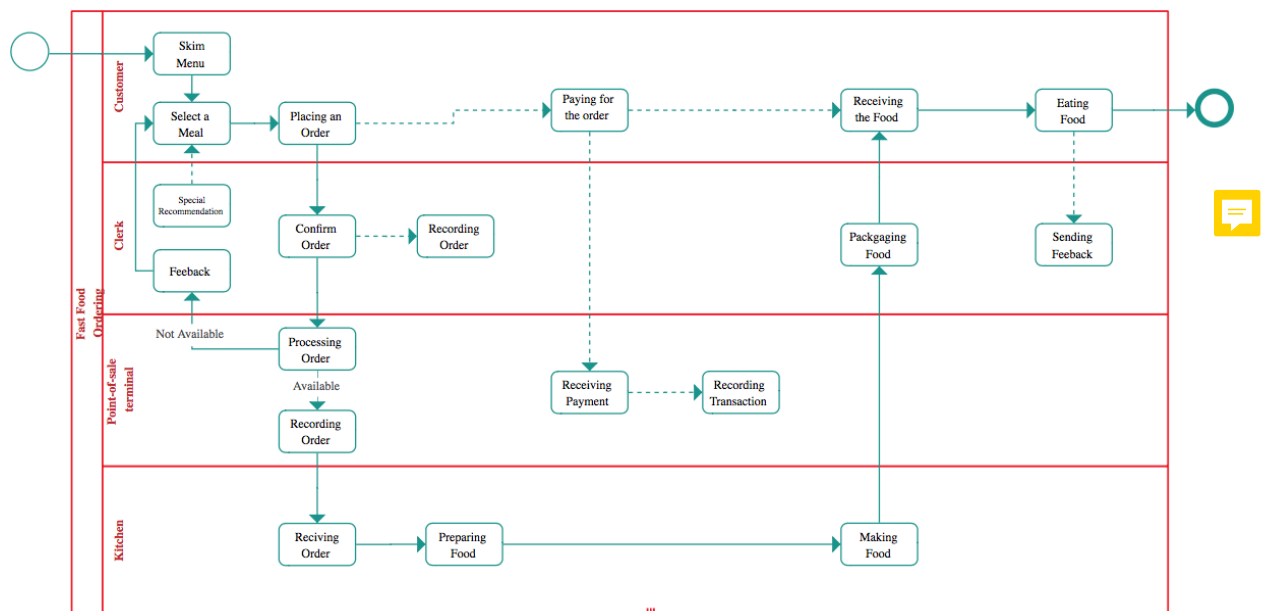 Fast Food
Ordering
Customer
Skim
Menu
Select a
Meal
Placing an
Order
Paying for
the order
Receiving
the Food
Eating
Food
Clerk
Special
Recommendation
Feeback
Confirm
Order
Recording
Order
Packgaging
Food
Sending
Feeback
Point-of-sale
terminal
Not Available
Processing
Order
Available
Recording
Order
Receiving
Payment
Recording
Transaction
Kitchen
Reciving
Order
Preparing
Food
Making
Food